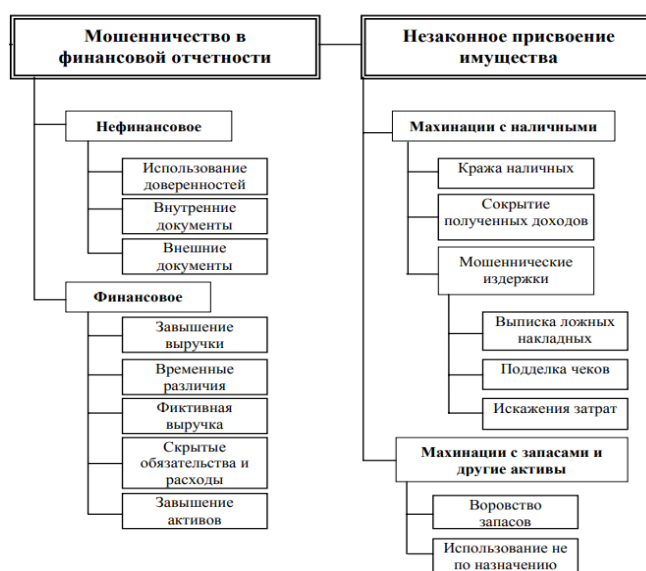 Мошенничество в
финансовой отчетности
Нефинансовое
Использование
доверенностей
Внутренние
документы
Внешние
документы
Финансовое
Завышение
выручки
Временные
различия
Фиктивная
выручка
Скрытые
обязательства и
расходы
Завышение
активов
Незаконное присвоение
имущества
Махинации с наличными
Кража наличных
Сокрытие
полученных доходов
Мошеннические
издержки
Выписка ложных
накладных
Подделка чеков
Искажения затрат
Махинации с запасами и
другие активы
Воровство
запасов
Использование не
по назначению